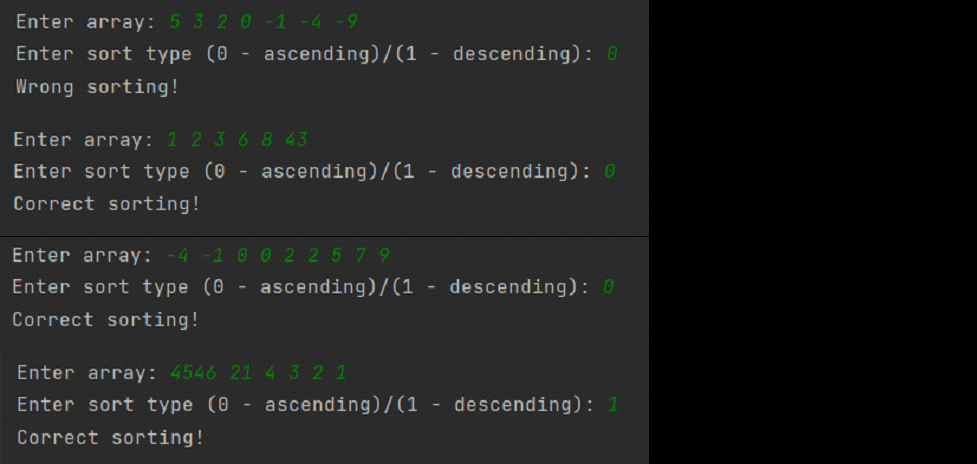 Enter array: 5 3 2 0 -1 -4 -9
Enter sort type (0 - ascending)/(1 - descending): 0
Wrong sorting!
Enter array: 1 2 3 6 8 43
Enter sort type (0 - ascending)/(1 - descending): 0
Correct sorting!
Enter array: -4 -1 0 0 2 2 5 7 9
Enter sort type (0 - ascending)/(1 - descending): 0
Correct sorting!
Enter array: 4546 21 4 3 2 1
Enter sort type (0 - ascending)/(1 - descending): 1
Correct sorting!